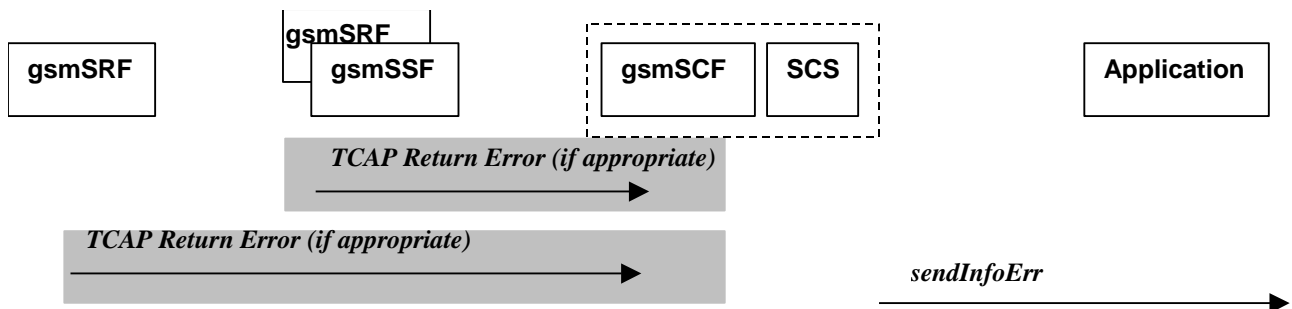 gsmSRF
gsmSRF
gsmSSF
gsmSCF
SCS
Application
TCAP Return Error (if appropriate)
TCAP Return Error (if appropriate)
sendInfoErr